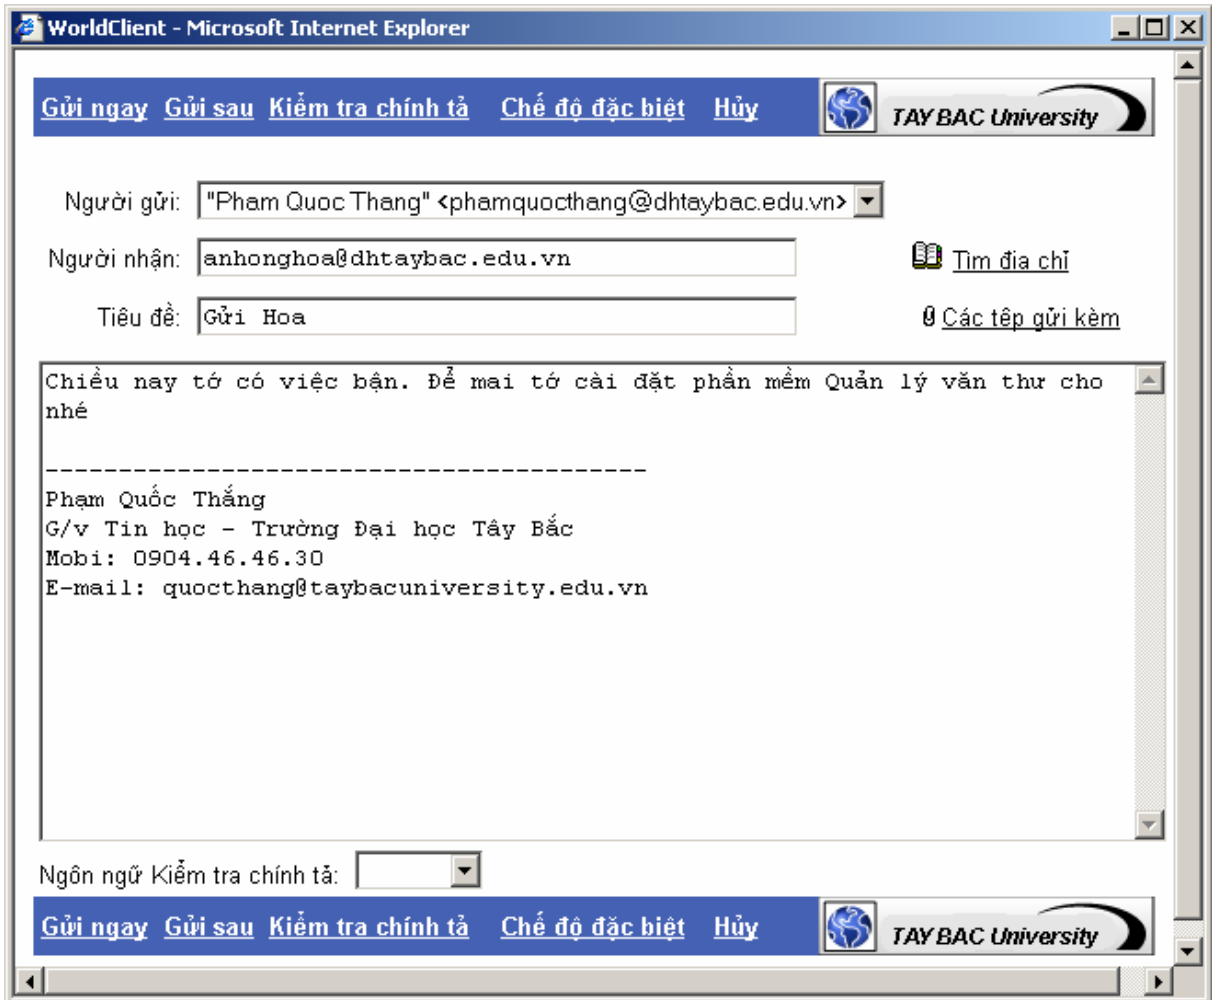 WorldClient - Microsoft Internet Explorer
Gửi ngay Gửi sau Kiểm tra chính tả Chế độ đặc biệt Hủy TAY BAC University
Người gửi: "Pham Quoc Thang" <phamquocthang@dhtaybac.edu.vn>
Người nhận: anhonghoa@dhtaybac.edu.vn Tìm địa chỉ
Tiêu đề: Gửi Hoa Các tệp gửi kèm
Chiều nay tớ có việc bận. Để mai tớ cài đặt phần mềm Quản lý văn thư cho
nhé
-----------------------------------------
Phạm Quốc Thắng
G/v Tin học - Trường Đại học Tây Bắc
Mobi: 0904.46.46.30
E-mail: quocthang@taybacuniversity.edu.vn
Ngôn ngữ Kiểm tra chính tả:
Gửi ngay Gửi sau Kiểm tra chính tả Chế độ đặc biệt Hủy TAY BAC University